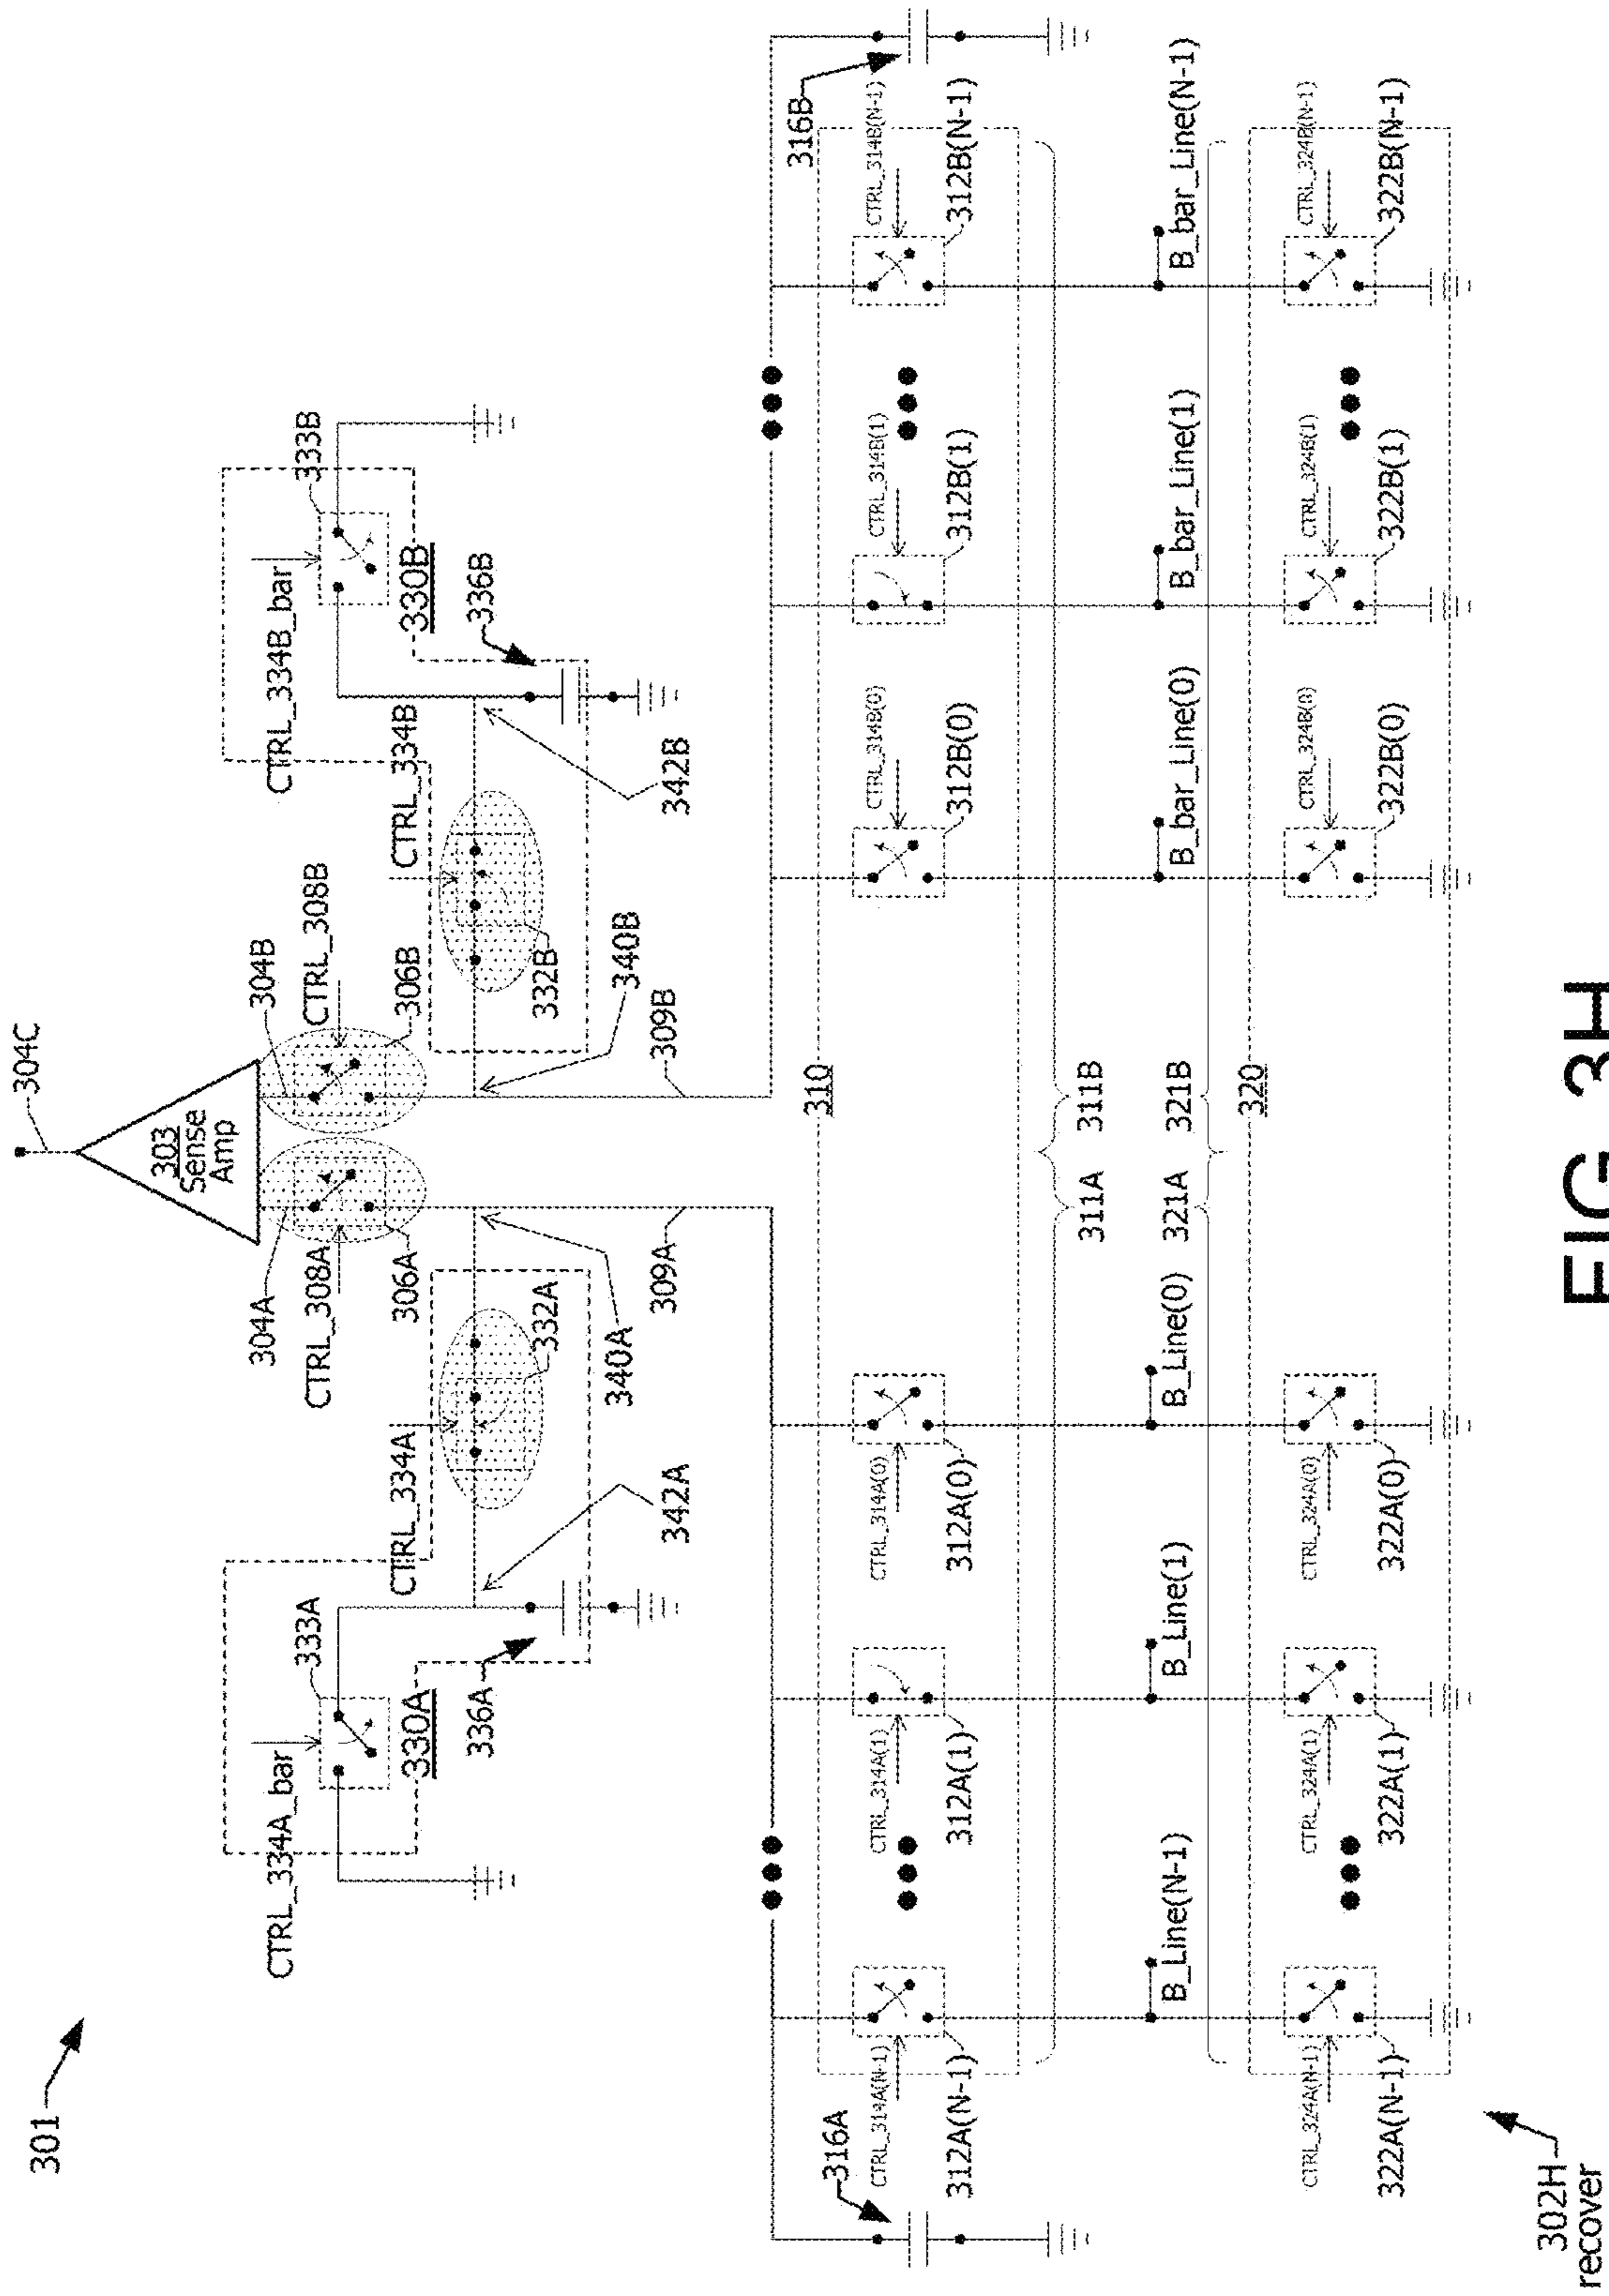 301
304C
303
Sense
Amp
304A
304B
CTRL_308A
CTRL_308B
306A
306B
CTRL_334A_bar
333A
330A
336A
CTRL_334A
332A
342A
340A
309A
CTRL_334B_bar
333B
330B
336B
CTRL_334B
332B
342B
340B
309B
316A
316B
310
CTRL_314A(N-1)
312A(N-1)
CTRL_314A(1)
312A(1)
CTRL_314A(0)
312A(0)
CTRL_314B(0)
312B(0)
CTRL_314B(1)
312B(1)
CTRL_314B(N-1)
312B(N-1)
311A
311B
B_Line(N-1)
B_Line(1)
B_Line(0)
B_bar_Line(0)
B_bar_Line(1)
B_bar_Line(N-1)
321A
321B
320
CTRL_324A(N-1)
322A(N-1)
CTRL_324A(1)
322A(1)
CTRL_324A(0)
322A(0)
CTRL_324B(0)
322B(0)
CTRL_324B(1)
322B(1)
CTRL_324B(N-1)
322B(N-1)
302H
recover
FIG 3H